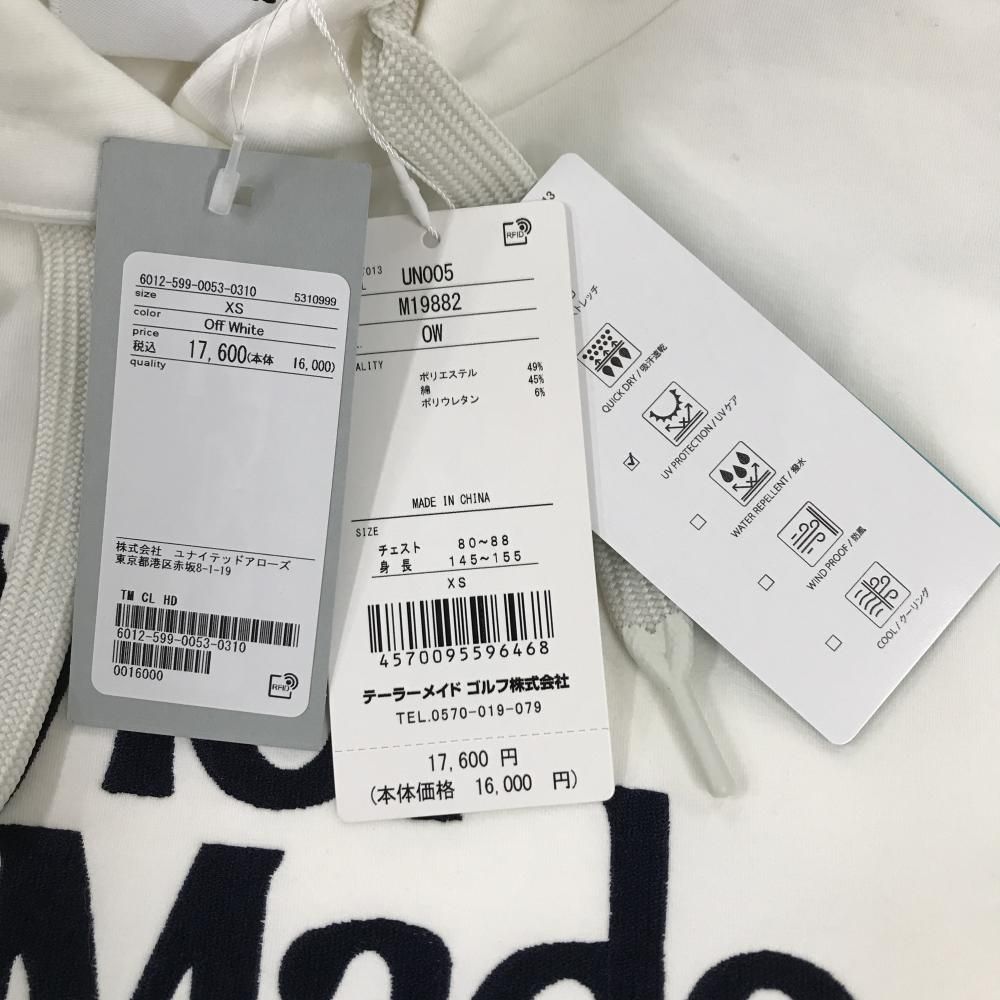 6012-599-0053-0310 5310999
size XS
color Off White
price
税込 17,600(本体 16,000)
quality
株式会社 ユナイテッドアローズ
東京都港区赤坂8-1-19
TM CL HD
6012-599-0053-0310
0016000
RFID
RFID
UN005
M19882
OW
ポリエステル 49%
綿 45%
ポリウレタン 6%
MADE IN CHINA
SIZE
チェスト 80~88
身長 145~155
XS
4570095596468
テーラーメイド ゴルフ株式会社
TEL.0570-019-079
17,600 円
(本体価格 16,000 円)
QUICK DRY / 吸汗速乾
UV PROTECTION / UVケア
WATER REPELLENT / 撥水
WIND PROOF / 防風
COOL / クーリング
Made